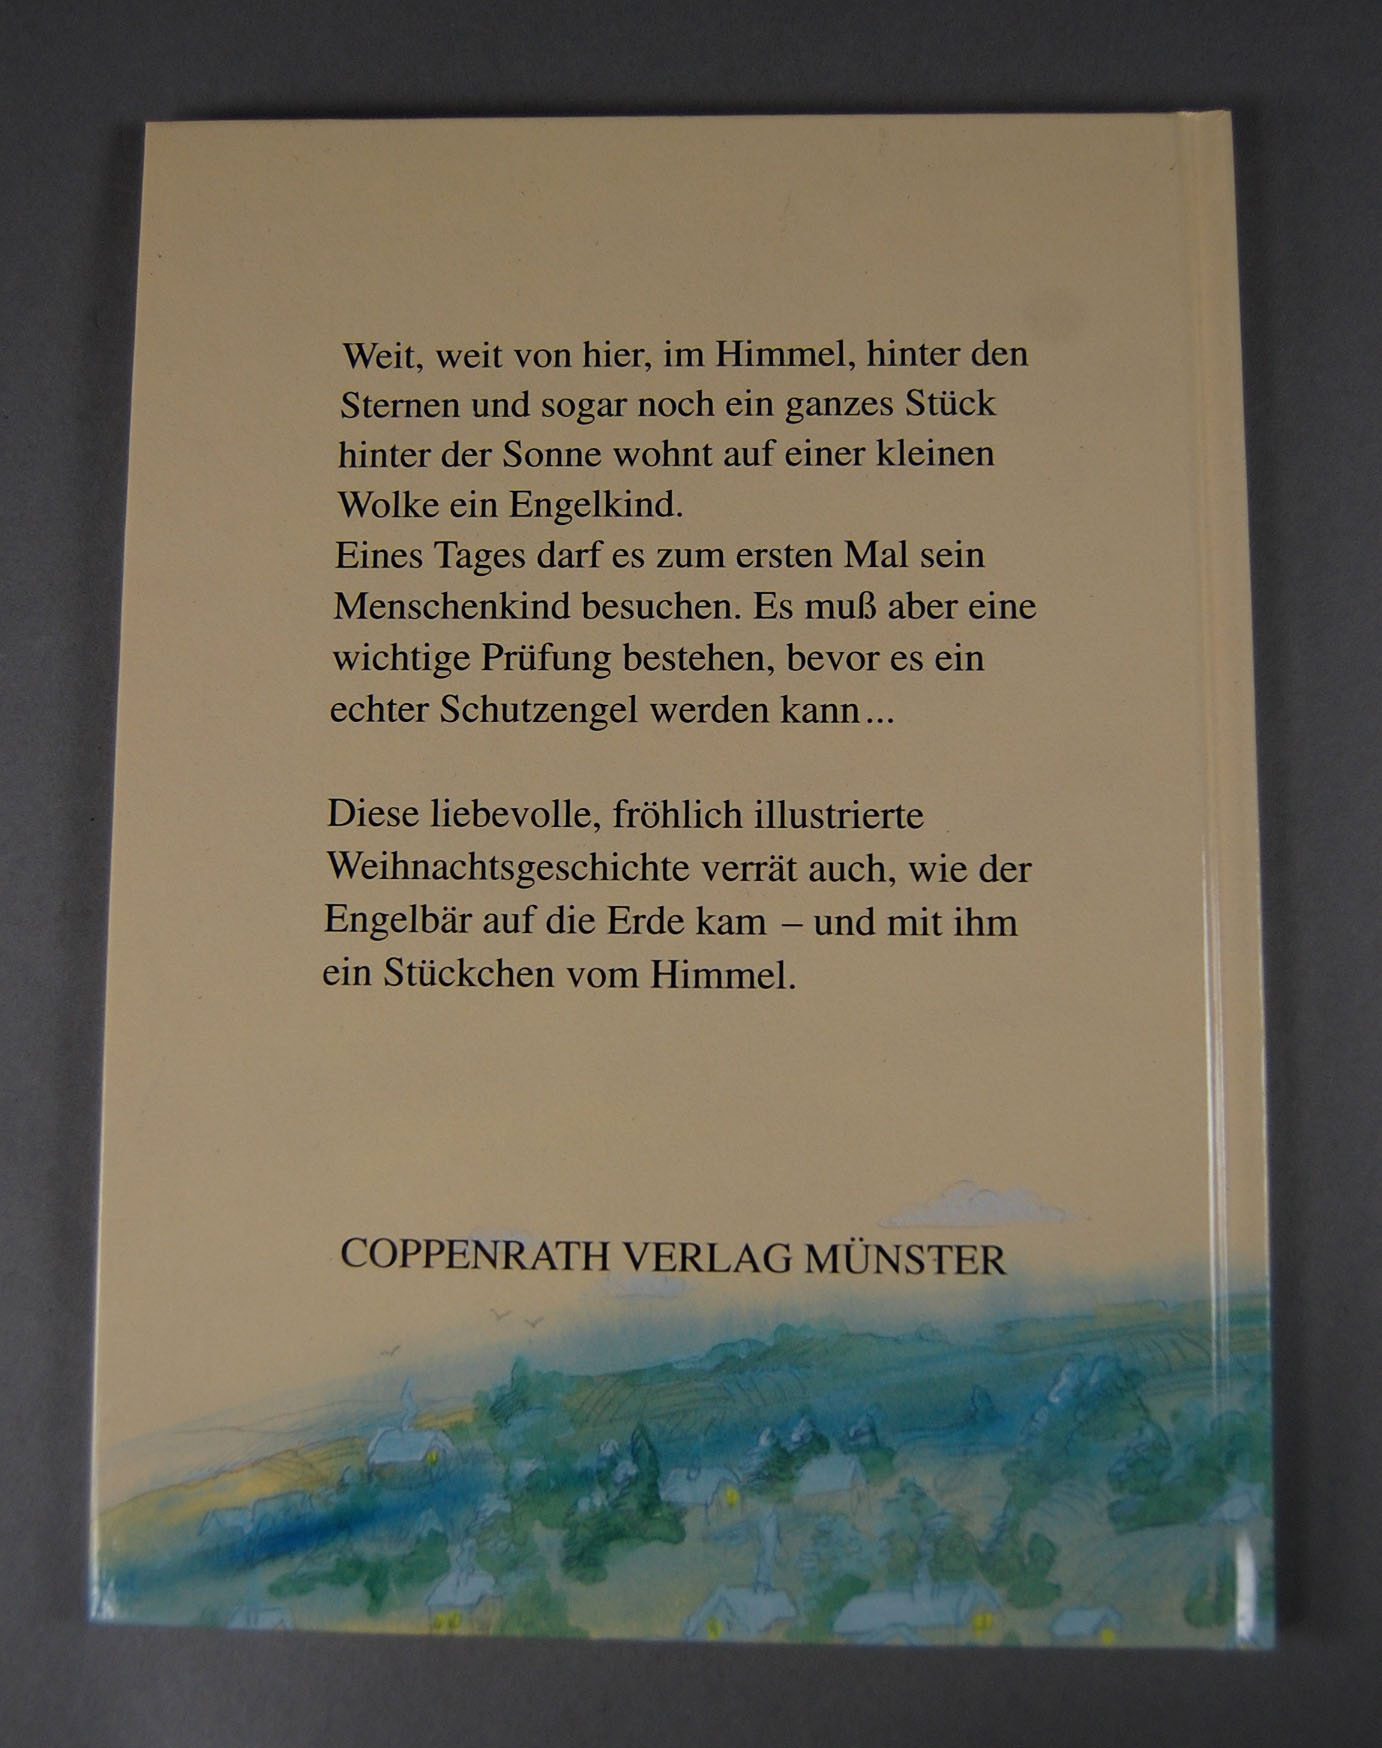 Weit, weit von hier, im Himmel, hinter den
Sternen und sogar noch ein ganzes Stück
hinter der Sonne wohnt auf einer kleinen
Wolke ein Engelkind.
Eines Tages darf es zum ersten Mal sein
Menschenkind besuchen. Es muß aber eine
wichtige Prüfung bestehen, bevor es ein
echter Schutzengel werden kann...
Diese liebevolle, fröhlich illustrierte
Weihnachtsgeschichte verrät auch, wie der
Engelbär auf die Erde kam – und mit ihm
ein Stückchen vom Himmel.
COPPENRATH VERLAG MÜNSTER